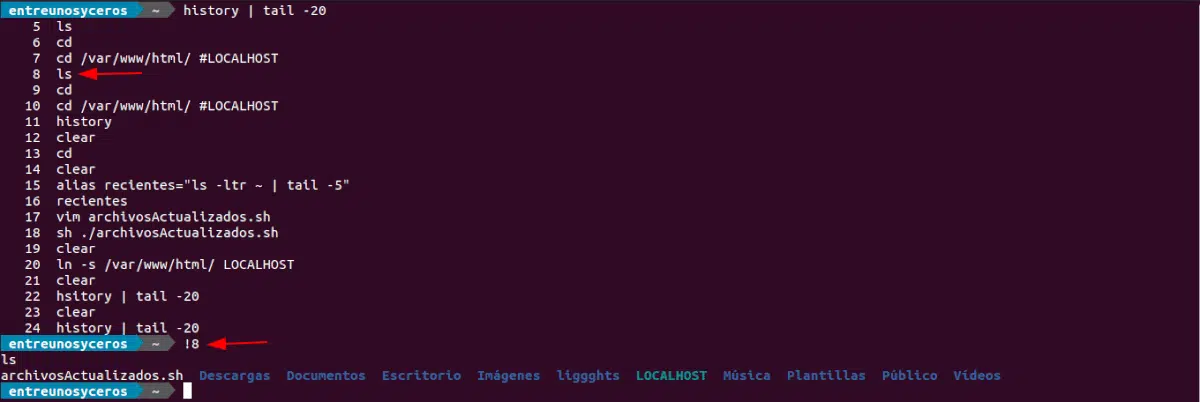 entreunosyceros ~ history | tail -20
5 ls
6 cd
7 cd /var/www/html/ #LOCALHOST
8 ls
9 cd
10 cd /var/www/html/ #LOCALHOST
11 history
12 clear
13 cd
14 clear
15 alias recientes="ls -ltr ~ | tail -5"
16 recientes
17 vim archivosActualizados.sh
18 sh ./archivosActualizados.sh
19 clear
20 ln -s /var/www/html/ LOCALHOST
21 clear
22 hsitory | tail -20
23 clear
24 history | tail -20
entreunosyceros ~ !8
ls
archivosActualizados.sh Descargas Documentos Escritorio Imágenes liggghts LOCALHOST Música Plantillas Público Vídeos
entreunosyceros ~